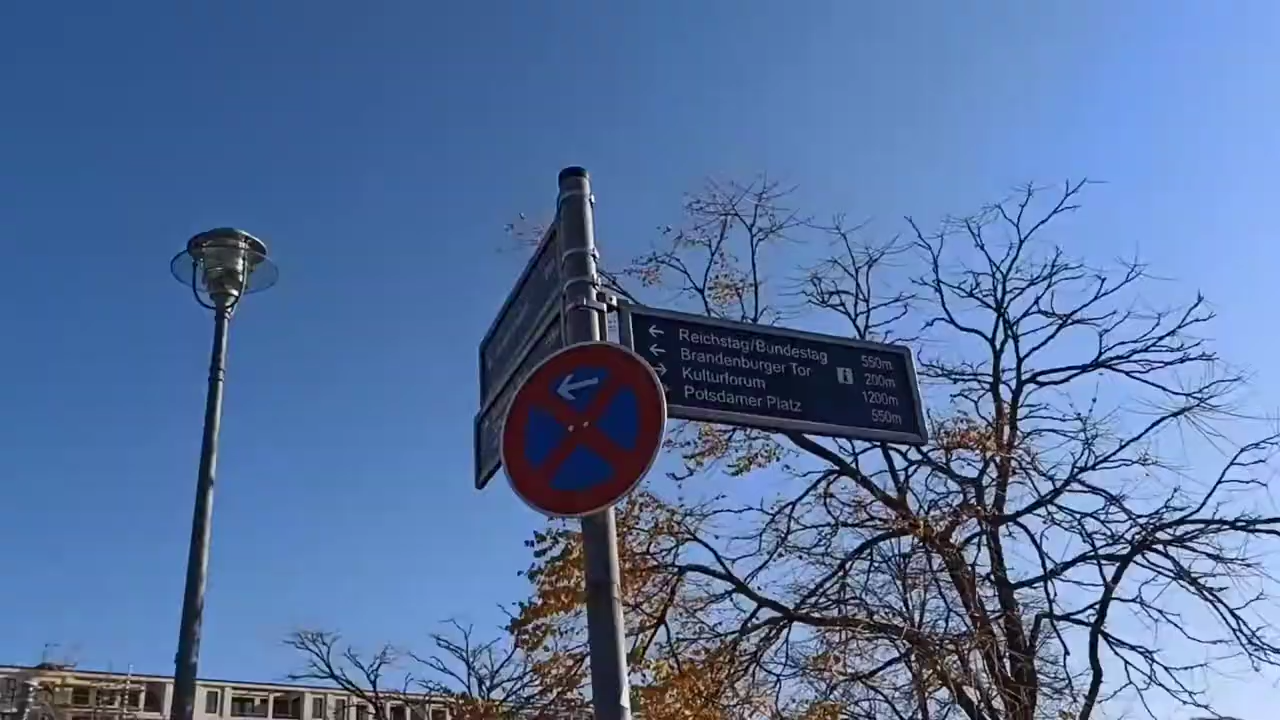 ← Reichstag/Bundestag 550m
← Brandenburger Tor i 200m
→ Kulturforum 1200m
Potsdamer Platz 550m